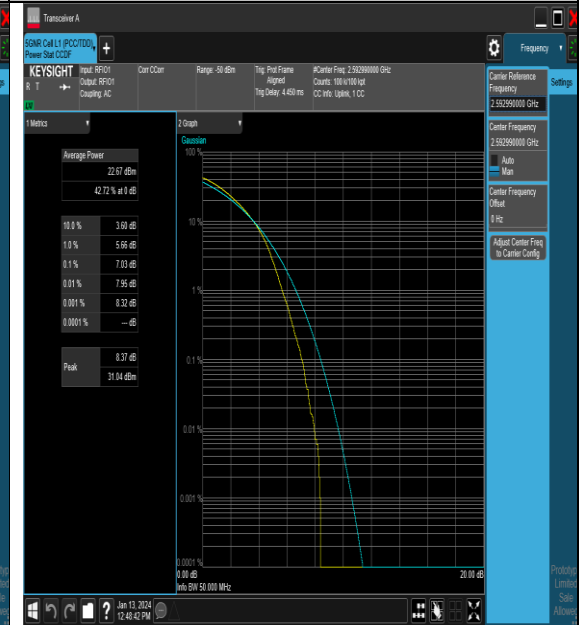 Transceiver A
5GNR Cell L1 (PCC/TDD),
Power Stat CCDF
Frequency
KEYSIGHT
R T
Input: RFIO1
Output: RFIO1
Coupling: AC
Corr CCorr
Range: -50 dBm
Trig: Prot Frame
Aligned
Trig Delay: 4.450 ms
#Center Freq: 2.592990000 GHz
Counts: 100 k/100 kpt
CC Info: Uplink, 1 CC
Carrier Reference
Frequency
2.592990000 GHz
Settings
Center Frequency
2.592990000 GHz
Auto
Man
Center Frequency
Offset
0 Hz
Adjust Center Freq
to Carrier Config
1 Metrics
Average Power
22.67 dBm
42.72 % at 0 dB
10.0 % 3.60 dB
1.0 % 5.66 dB
0.1 % 7.03 dB
0.01 % 7.95 dB
0.001 % 8.32 dB
0.0001 % --- dB
Peak
8.37 dB
31.04 dBm
2 Graph
Gaussian
100 %
10 %
1 %
0.1 %
0.01 %
0.001 %
0.0001 %
0.00 dB
20.00 dB
Info BW 50.000 MHz
Jan 13, 2024
12:48:42 PM
Limited
Sale